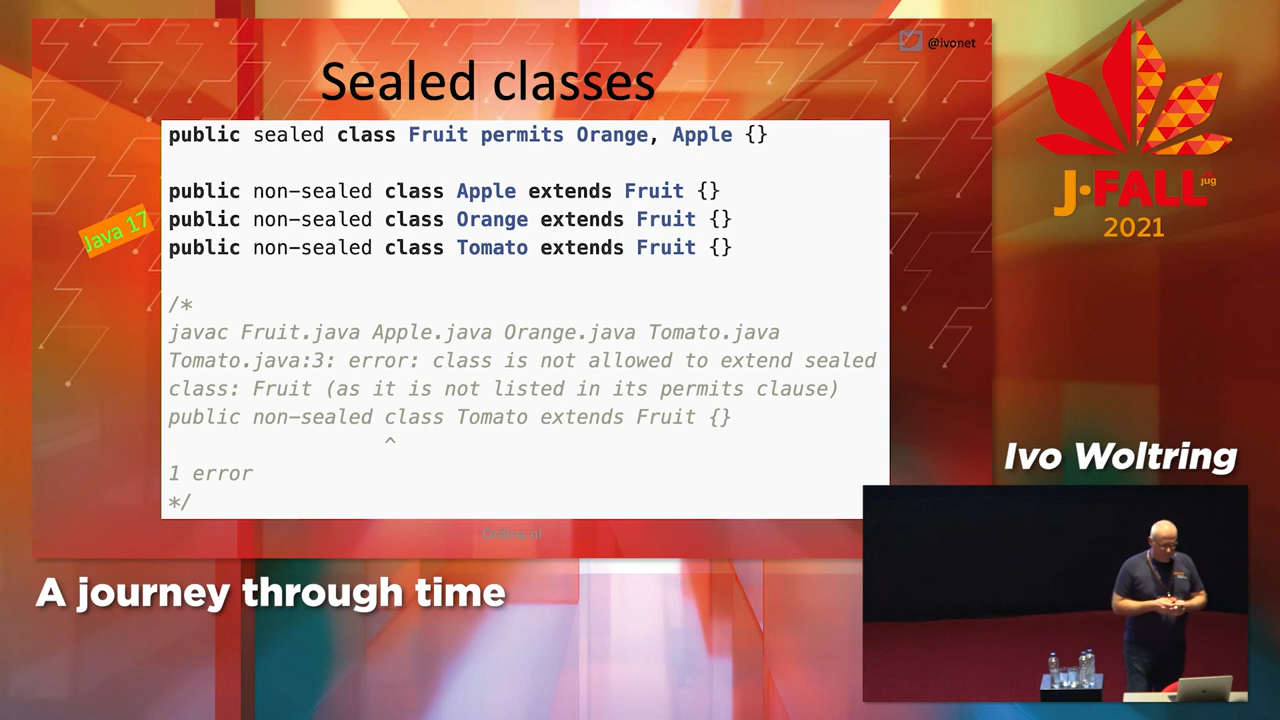 @ivonet
Sealed classes
public sealed class Fruit permits Orange, Apple {}
public non-sealed class Apple extends Fruit {}
public non-sealed class Orange extends Fruit {}
public non-sealed class Tomato extends Fruit {}
Java 17
/*
javac Fruit.java Apple.java Orange.java Tomato.java
Tomato.java:3: error: class is not allowed to extend sealed
class: Fruit (as it is not listed in its permits clause)
public non-sealed class Tomato extends Fruit {}
^
1 error
*/
Ordina.nl
J•FALL
jug
2021
Ivo Woltring
A journey through time